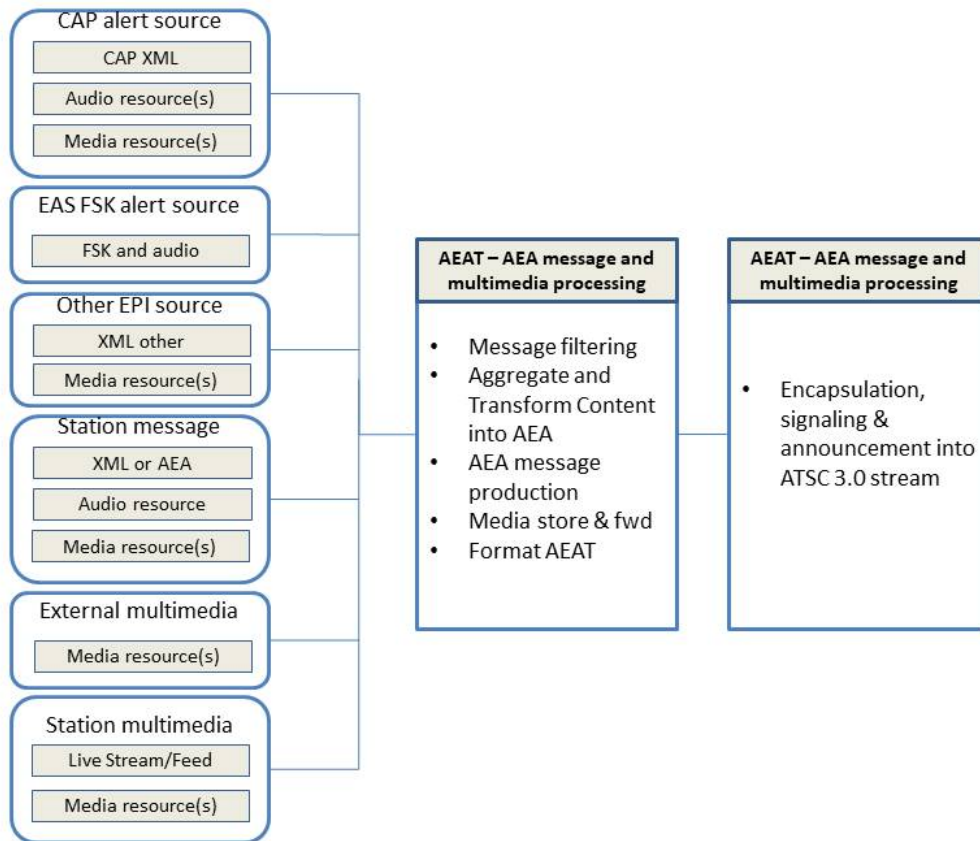 CAP alert source
CAP XML
Audio resource(s)
Media resource(s)
EAS FSK alert source
FSK and audio
Other EPI source
XML other
Media resource(s)
Station message
XML or AEA
Audio resource
Media resource(s)
External multimedia
Media resource(s)
Station multimedia
Live Stream/Feed
Media resource(s)
AEAT – AEA message and
multimedia processing
• Message filtering
• Aggregate and
Transform Content
into AEA
• AEA message
production
• Media store & fwd
• Format AEAT
AEAT – AEA message and
multimedia processing
• Encapsulation,
signaling &
announcement into
ATSC 3.0 stream